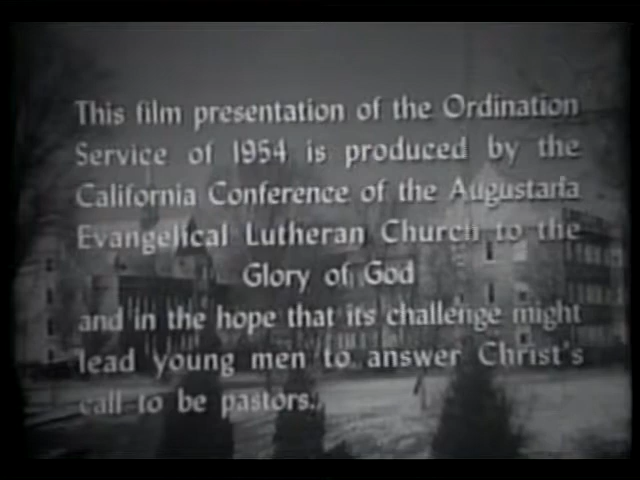 This film presentation of the Ordination
Service of 1954 is produced by the
California Conference of the Augustana
Evangelical Lutheran Church to the
Glory of God
and in the hope that its challenge might
lead young men to answer Christ's
call to be pastors.